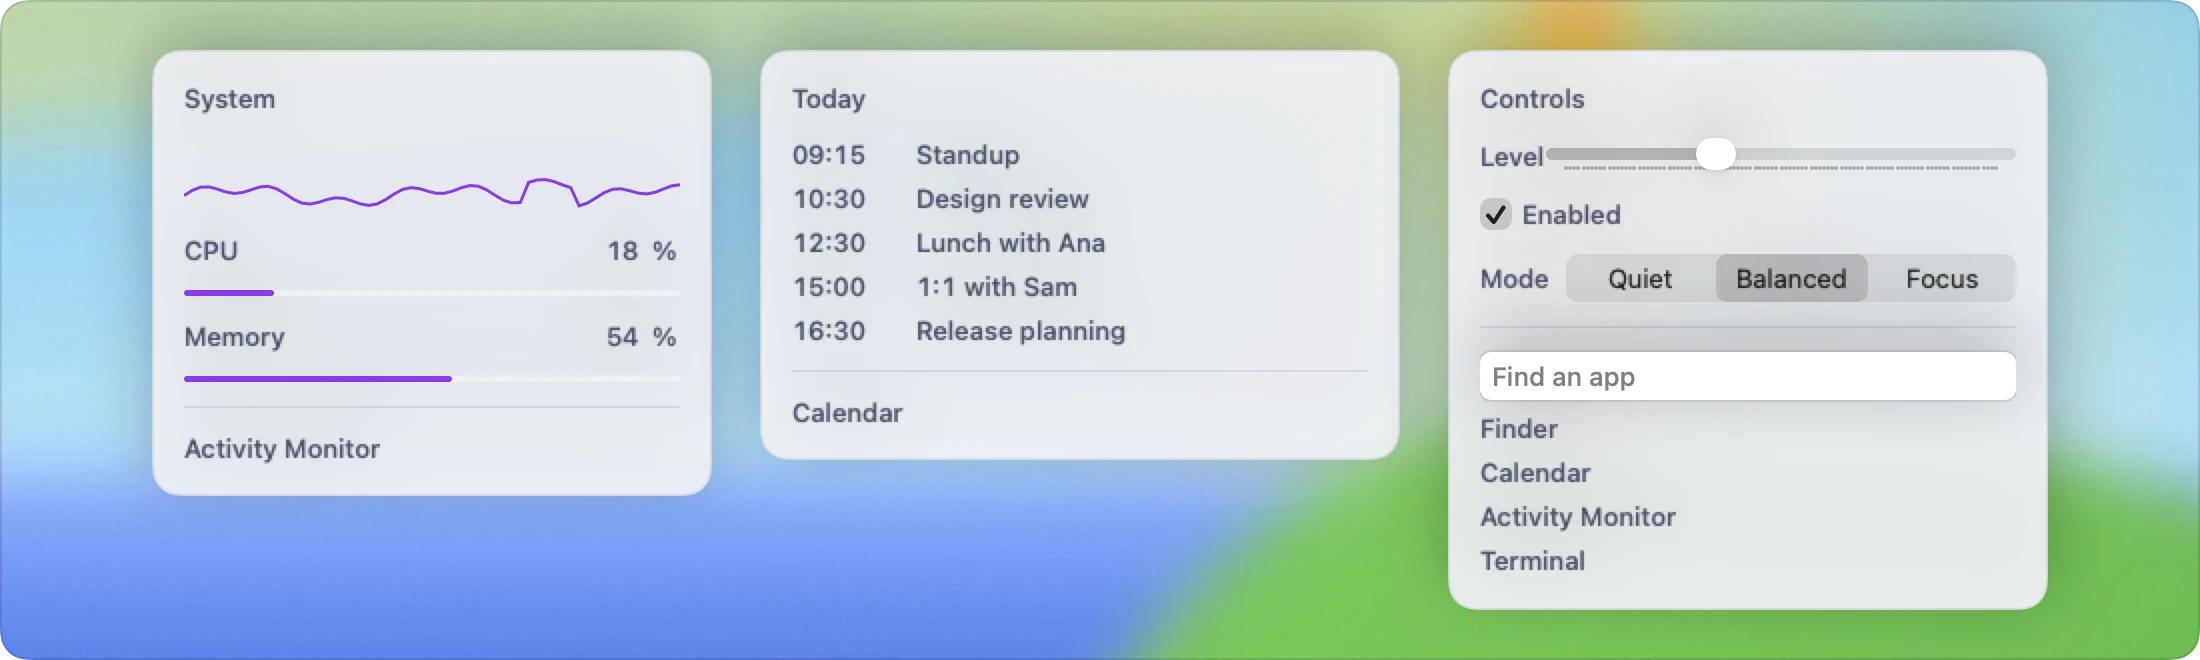 System
CPU 18 %
Memory 54 %
Activity Monitor
Today
09:15 Standup
10:30 Design review
12:30 Lunch with Ana
15:00 1:1 with Sam
16:30 Release planning
Calendar
Controls
Level
Enabled
Mode Quiet Balanced Focus
Find an app
Finder
Calendar
Activity Monitor
Terminal